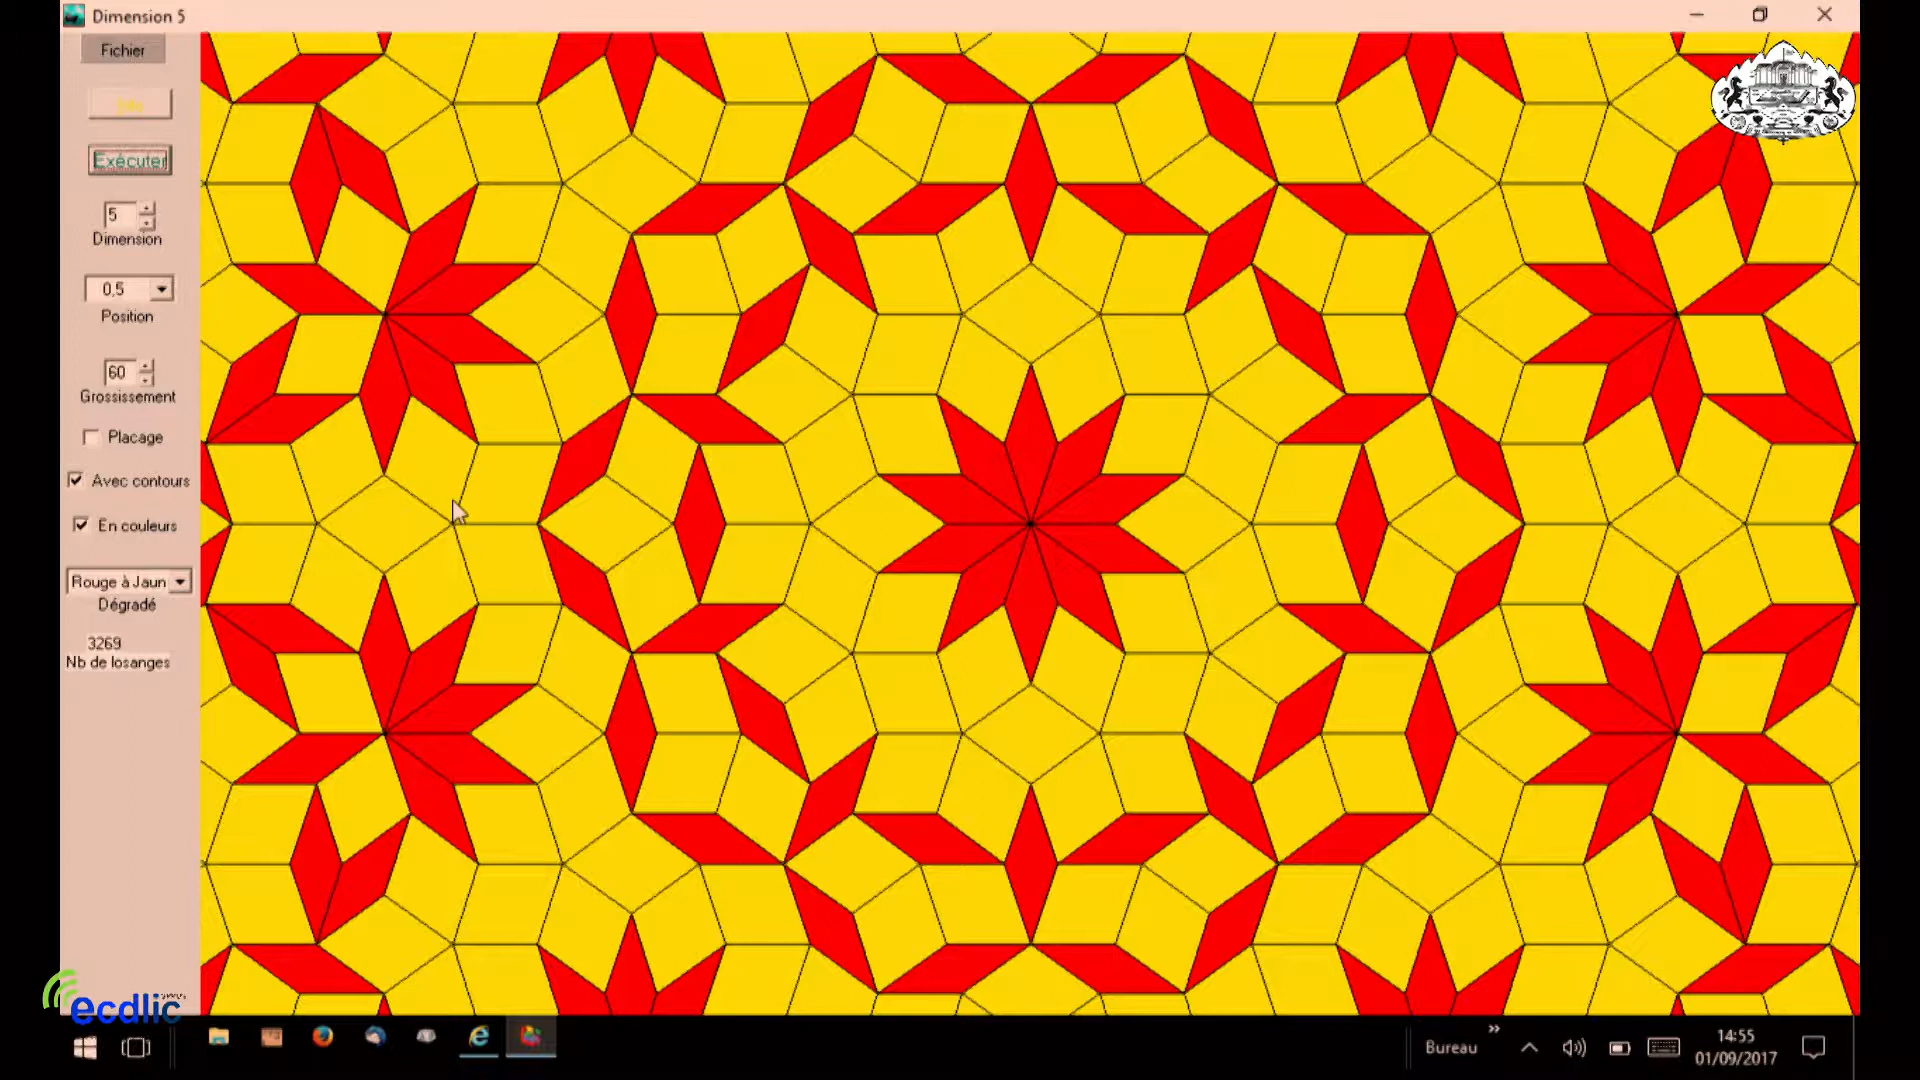 Dimension 5
Fichier
Info
Exécuter
5
Dimension
0,5
Position
60
Grossissement
Placage
Avec contours
En couleurs
Rouge à Jaun
Dégradé
3269
Nb de losanges
ecdlic
Bureau
14:55
01/09/2017